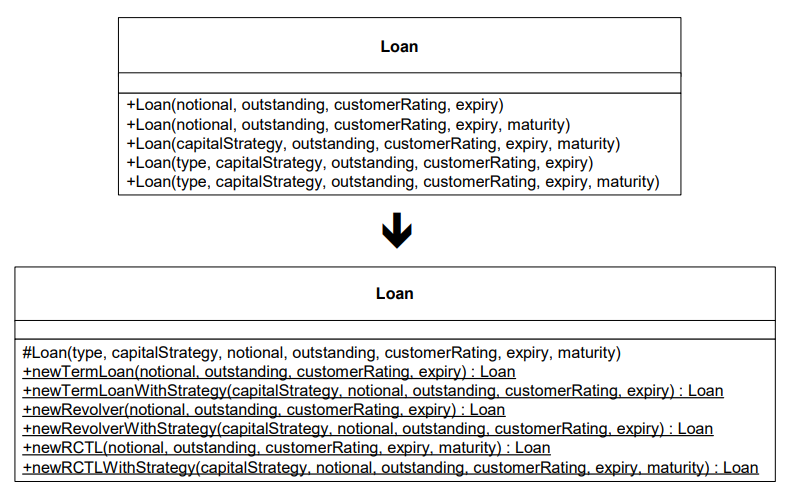 Loan
+Loan(notional, outstanding, customerRating, expiry)
+Loan(notional, outstanding, customerRating, expiry, maturity)
+Loan(capitalStrategy, outstanding, customerRating, expiry, maturity)
+Loan(type, capitalStrategy, outstanding, customerRating, expiry)
+Loan(type, capitalStrategy, outstanding, customerRating, expiry, maturity)
Loan
#Loan(type, capitalStrategy, notional, outstanding, customerRating, expiry, maturity)
+newTermLoan(notional, outstanding, customerRating, expiry) : Loan
+newTermLoanWithStrategy(capitalStrategy, notional, outstanding, customerRating, expiry) : Loan
+newRevolver(notional, outstanding, customerRating, expiry) : Loan
+newRevolverWithStrategy(capitalStrategy, notional, outstanding, customerRating, expiry) : Loan
+newRCTL(notional, outstanding, customerRating, expiry, maturity) : Loan
+newRCTLWithStrategy(capitalStrategy, notional, outstanding, customerRating, expiry, maturity) : Loan